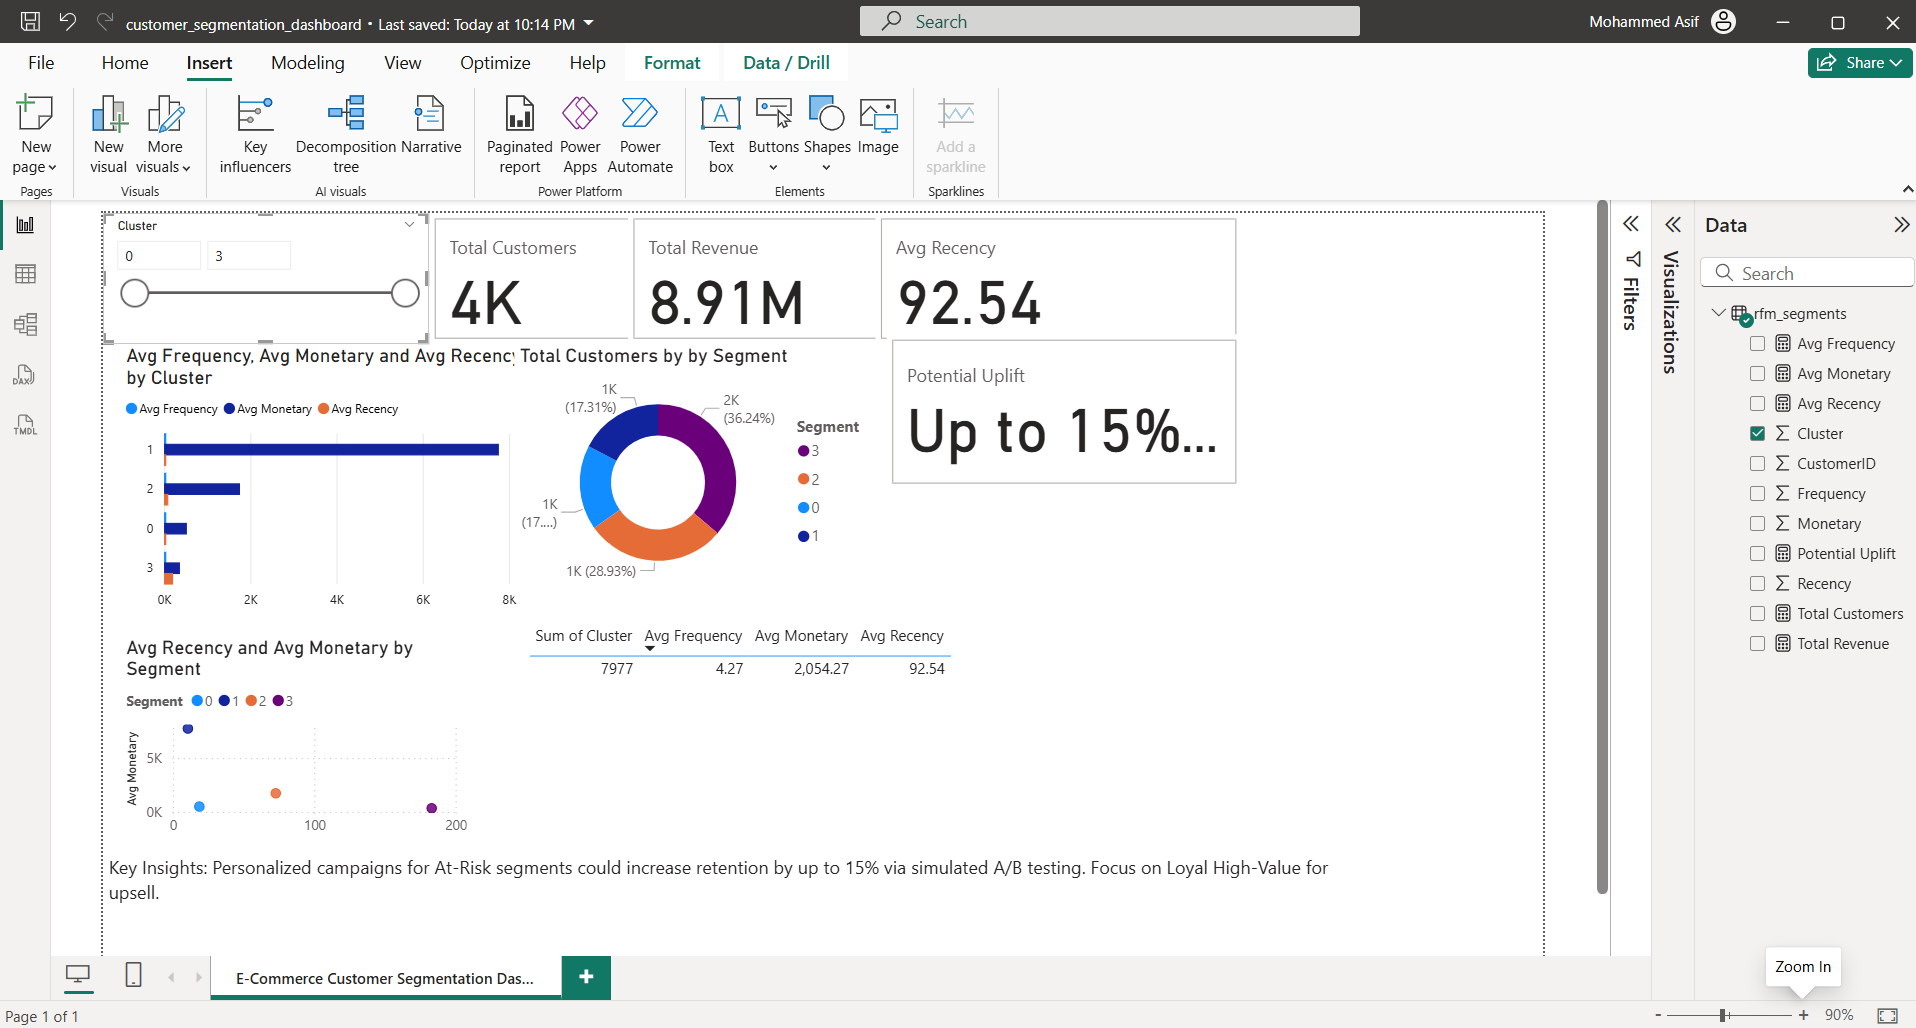 customer_segmentation_dashboard • Last saved: Today at 10:14 PM
Search
Mohammed Asif
File Home Insert Modeling View Optimize Help Format Data / Drill
Share
New page
New visual
More visuals
Key influencers
Decomposition tree
Narrative
Paginated report
Power Apps
Power Automate
Text box
Buttons
Shapes
Image
Add a sparkline
Pages Visuals AI visuals Power Platform Elements Sparklines
DAX
TMDL
Cluster
0 3
Total Customers
4K
Total Revenue
8.91M
Avg Recency
92.54
Potential Uplift
Up to 15%...
Avg Frequency, Avg Monetary and Avg Recency
by Cluster
Avg Frequency Avg Monetary Avg Recency
1
2
0
3
0K 2K 4K 6K 8K
Total Customers by by Segment
1K
(17.31%)
2K
(36.24%)
1K
(17....)
1K (28.93%)
Segment
3
2
0
1
Avg Recency and Avg Monetary by
Segment
Segment 0 1 2 3
Avg Monetary
5K
0K
0 100 200
Sum of Cluster Avg Frequency Avg Monetary Avg Recency
7977 4.27 2,054.27 92.54
Key Insights: Personalized campaigns for At-Risk segments could increase retention by up to 15% via simulated A/B testing. Focus on Loyal High-Value for
upsell.
Filters
Visualizations
Data
Search
rfm_segments
Avg Frequency
Avg Monetary
Avg Recency
Cluster
CustomerID
Frequency
Monetary
Potential Uplift
Recency
Total Customers
Total Revenue
E-Commerce Customer Segmentation Das...
Zoom In
Page 1 of 1
- + 90%